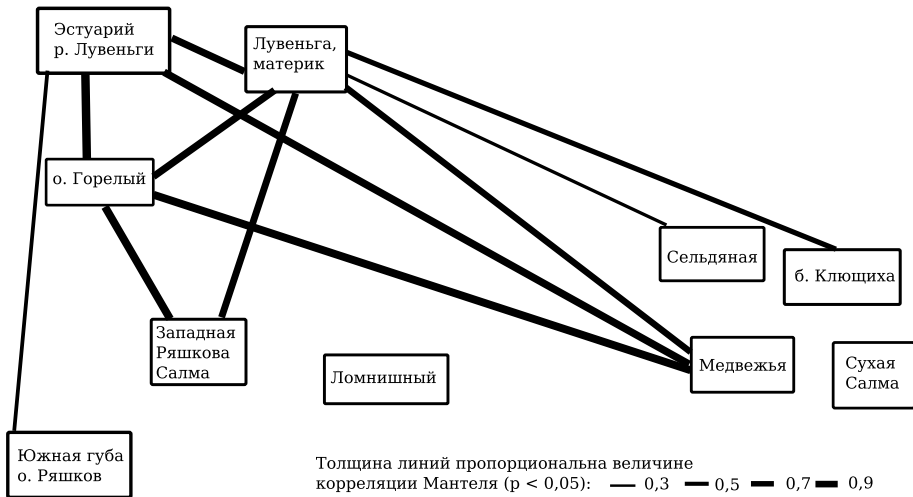 Эстуарий
р. Лувеньги
Лувеньга,
материк
о. Горелый
Сельдяная
б. Клющиха
Западная
Ряшкова
Салма
Ломнишный
Медвежья
Сухая
Салма
Южная губа
о. Ряшков
Толщина линий пропорциональна величине
корреляции Мантеля (p < 0,05): 0,3 0,5 0,7 0,9